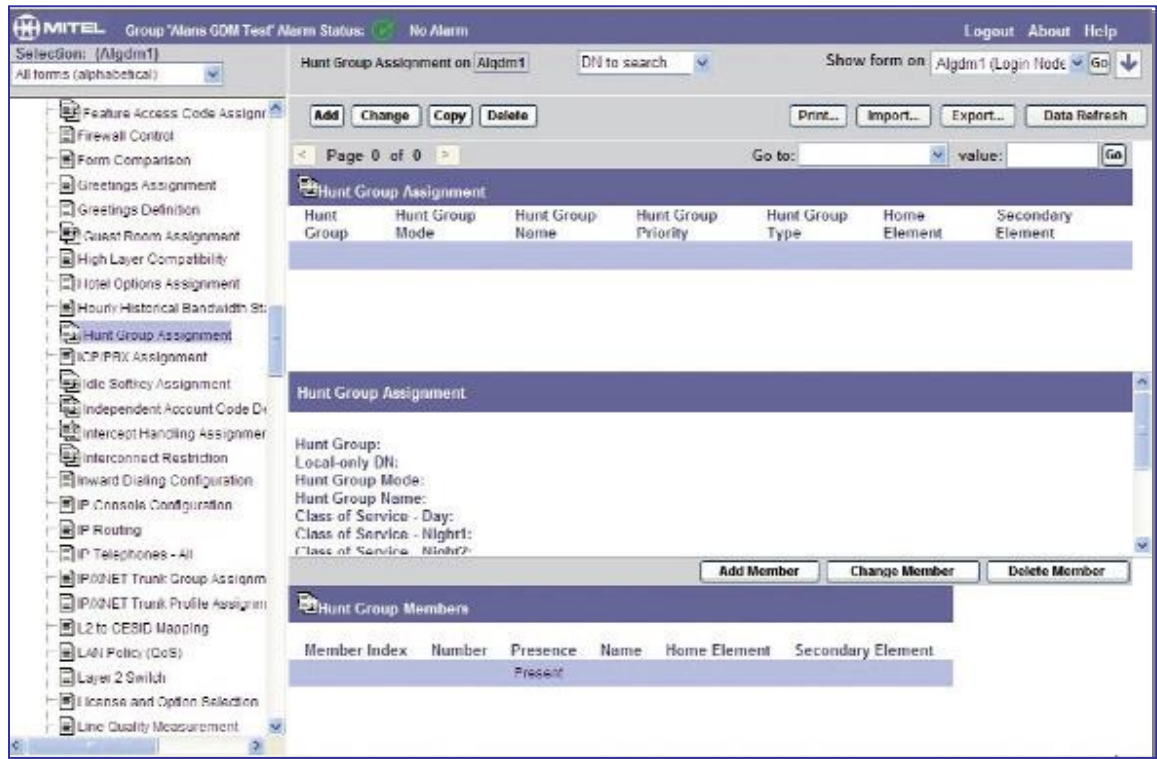 MITEL Group "Alans GDM Test" Alarm Status: No Alarm Logout About Help
Selection: (Algdm1)
All forms (alphabetical)
Hunt Group Assignment on Algdm1 DN to search Show form on Algdm1 (Login Node Go
Add Change Copy Delete Print... Import... Export... Data Refresh
< Page 0 of 0 > Go to: value: Go
Feature Access Code Assignr
Firewall Control
Form Comparison
Greetings Assignment
Greetings Definition
Guest Room Assignment
High Layer Compatibility
Hotel Options Assignment
Hourly Historical Bandwidth St
Hunt Group Assignment
ICP/PBX Assignment
Idle Softkey Assignment
Independent Account Code De
Intercept Handling Assignmer
Interconnect Restriction
Inward Dialing Configuration
IP Console Configuration
IP Routing
IP Telephones - All
IP/XNET Trunk Group Assignm
IP/XNET Trunk Profile Assignm
L2 to CESID Mapping
LAN Policy (QoS)
Layer 2 Switch
License and Option Selection
Line Quality Measurement
Hunt Group Assignment
Hunt Group Hunt Group Mode Hunt Group Name Hunt Group Priority Hunt Group Type Home Element Secondary Element
Hunt Group Assignment
Hunt Group:
Local-only DN:
Hunt Group Mode:
Hunt Group Name:
Class of Service - Day:
Class of Service - Night1:
Class of Service - Night2:
Add Member Change Member Delete Member
Hunt Group Members
Member Index Number Presence Name Home Element Secondary Element
Present